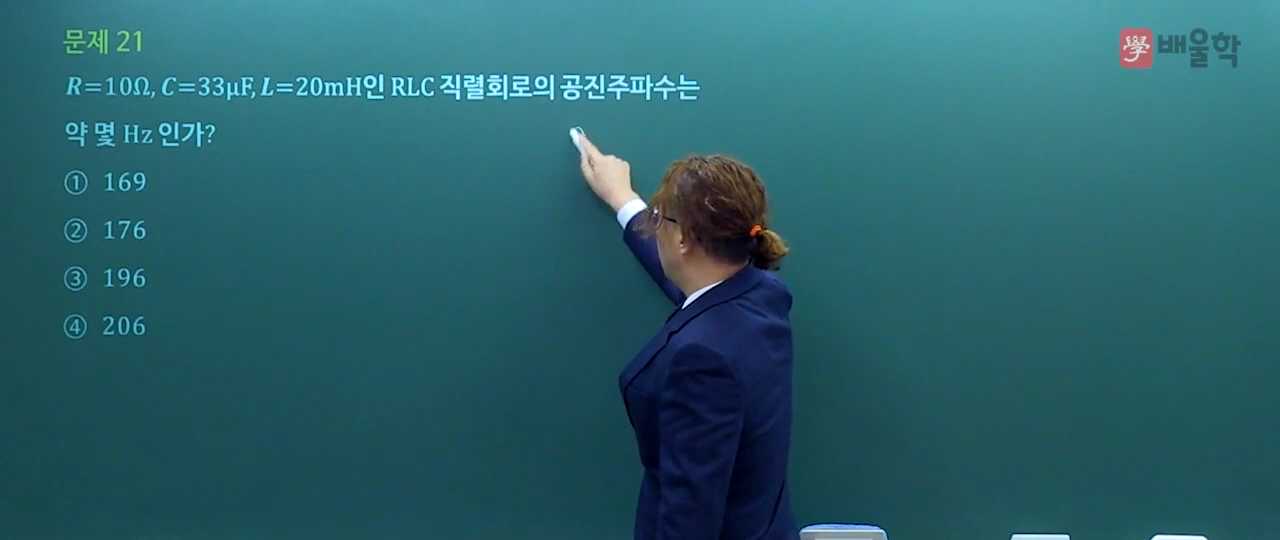 문제 21
學 배울학
R=10Ω, C=33μF, L=20mH인 RLC 직렬회로의 공진주파수는
약 몇 Hz 인가?
① 169
② 176
③ 196
④ 206